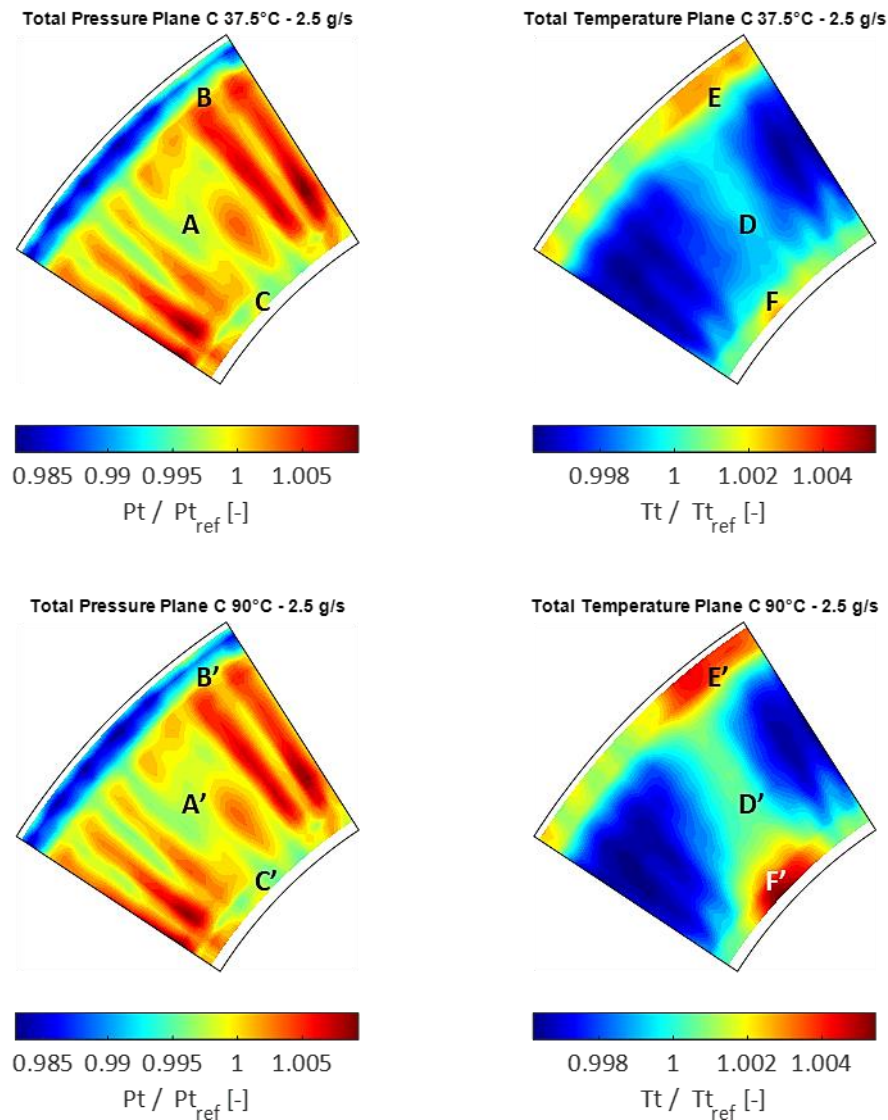 Total Pressure Plane C 37.5°C - 2.5 g/s
B
A
C
0.985 0.99 0.995 1 1.005
Pt / Pt_ref [-]
Total Temperature Plane C 37.5°C - 2.5 g/s
E
D
F
0.998 1 1.002 1.004
Tt / Tt_ref [-]
Total Pressure Plane C 90°C - 2.5 g/s
B’
A’
C’
0.985 0.99 0.995 1 1.005
Pt / Pt_ref [-]
Total Temperature Plane C 90°C - 2.5 g/s
E’
D’
F’
0.998 1 1.002 1.004
Tt / Tt_ref [-]